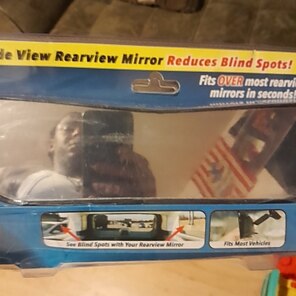 de View Rearview Mirror Reduces Blind Spots!
Fits OVER most rearvi
mirrors in seconds!
See Blind Spots with Your Rearview Mirror
Fits Most Vehicles